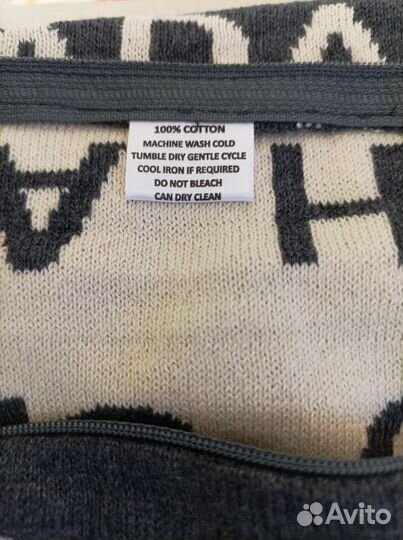 100% COTTON
MACHINE WASH COLD
TUMBLE DRY GENTLE CYCLE
COOL IRON IF REQUIRED
DO NOT BLEACH
CAN DRY CLEAN
Avito